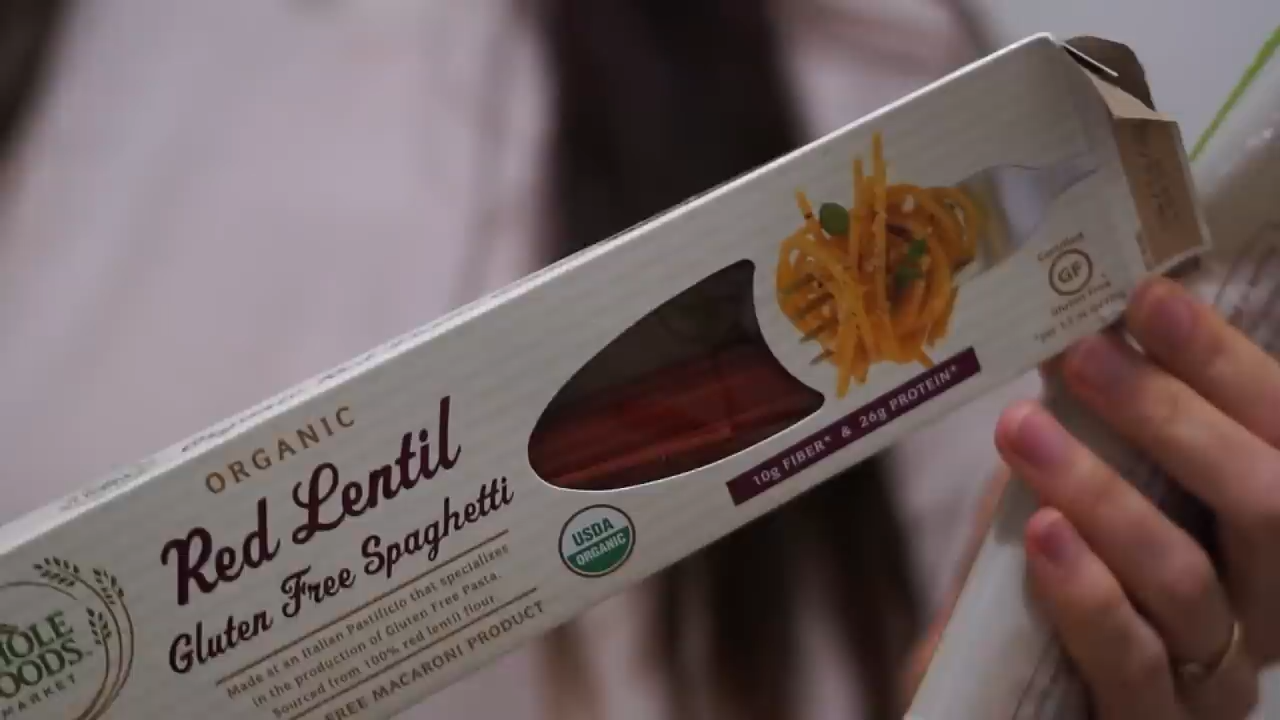 ORGANIC
Red Lentil
Gluten Free Spaghetti
Made at an Italian Pastificio that specializes
in the production of Gluten Free Pasta.
Sourced from 100% red lentil flour.
FREE MACARONI PRODUCT
HOLE
OODS
MARKET
USDA
ORGANIC
10g FIBER* & 26g PROTEIN*
Certified
GF
Gluten Free